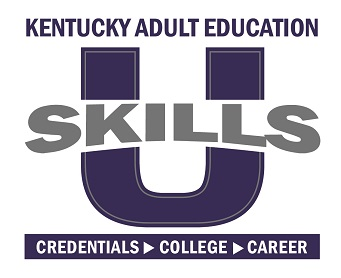 KENTUCKY ADULT EDUCATION
SKILLS
U
CREDENTIALS ▶ COLLEGE ▶ CAREER